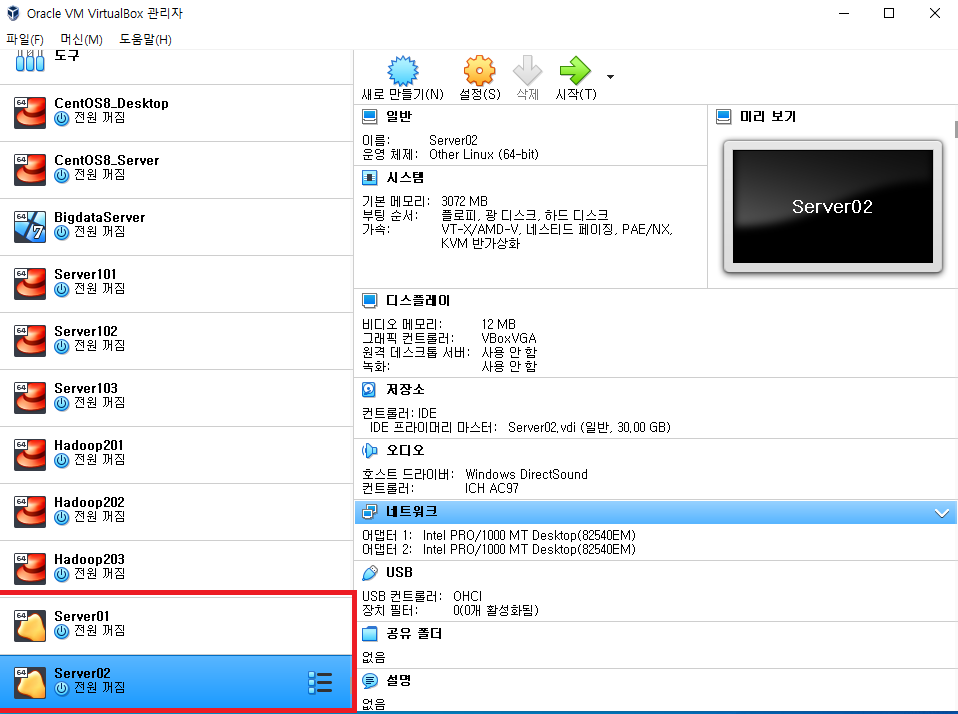 Oracle VM VirtualBox 관리자
파일(F) 머신(M) 도움말(H)
도구
CentOS8_Desktop
전원 꺼짐
CentOS8_Server
전원 꺼짐
BigdataServer
전원 꺼짐
Server101
전원 꺼짐
Server102
전원 꺼짐
Server103
전원 꺼짐
Hadoop201
전원 꺼짐
Hadoop202
전원 꺼짐
Hadoop203
전원 꺼짐
Server01
전원 꺼짐
Server02
전원 꺼짐
새로 만들기(N) 설정(S) 삭제 시작(T)
일반
이름: Server02
운영 체제: Other Linux (64-bit)
시스템
기본 메모리: 3072 MB
부팅 순서: 플로피, 광 디스크, 하드 디스크
가속: VT-X/AMD-V, 네스티드 페이징, PAE/NX,
KVM 반가상화
미리 보기
Server02
디스플레이
비디오 메모리: 12 MB
그래픽 컨트롤러: VBoxVGA
원격 데스크톱 서버: 사용 안 함
녹화: 사용 안 함
저장소
컨트롤러: IDE
IDE 프라이머리 마스터: Server02.vdi (일반, 30.00 GB)
오디오
호스트 드라이버: Windows DirectSound
컨트롤러: ICH AC97
네트워크
어댑터 1: Intel PRO/1000 MT Desktop(82540EM)
어댑터 2: Intel PRO/1000 MT Desktop(82540EM)
USB
USB 컨트롤러: OHCI
장치 필터: 0(0개 활성화됨)
공유 폴더
없음
설명
없음
64
64
64
7
64
64
64
64
64
64
64
64